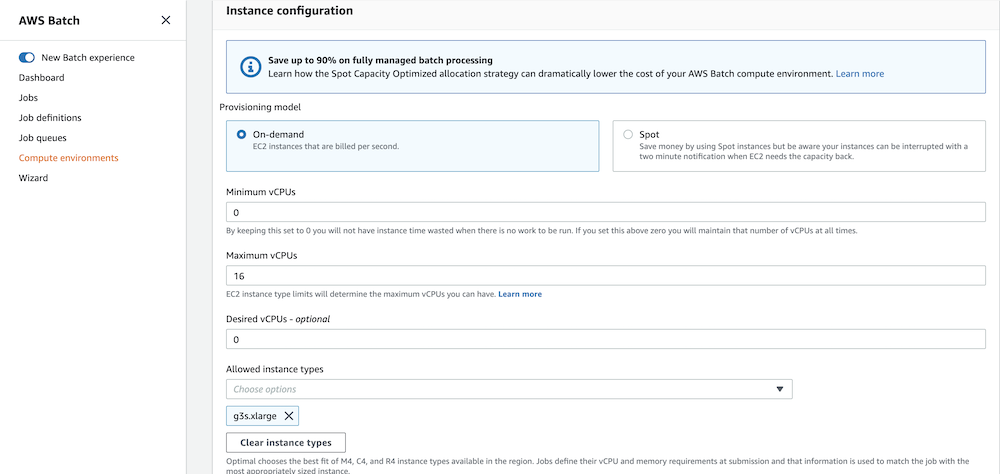 AWS Batch
New Batch experience
Dashboard
Jobs
Job definitions
Job queues
Compute environments
Wizard
Instance configuration
Save up to 90% on fully managed batch processing
Learn how the Spot Capacity Optimized allocation strategy can dramatically lower the cost of your AWS Batch compute environment. Learn more
Provisioning model
On-demand
EC2 instances that are billed per second.
Spot
Save money by using Spot instances but be aware your instances can be interrupted with a
two minute notification when EC2 needs the capacity back.
Minimum vCPUs
0
By keeping this set to 0 you will not have instance time wasted when there is no work to be run. If you set this above zero you will maintain that number of vCPUs at all times.
Maximum vCPUs
16
EC2 instance type limits will determine the maximum vCPUs you can have. Learn more
Desired vCPUs - optional
0
Allowed instance types
Choose options
g3s.xlarge
Clear instance types
Optimal chooses the best fit of M4, C4, and R4 instance types available in the region. Jobs define their vCPU and memory requirements at submission and that information is used to match the job with the
most appropriately sized instance.